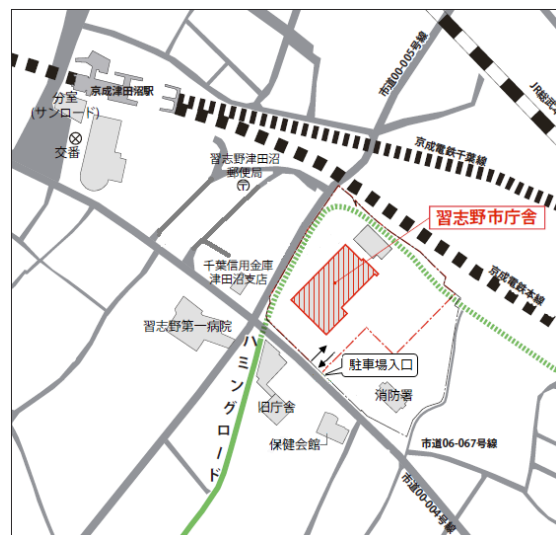 市道00-005号線
JR総武本
京成津田沼駅
分室
(サンロード)
交番
京成電鉄千葉線
習志野津田沼
郵便局
習志野市庁舎
千葉信用金庫
津田沼支店
京成電鉄本線
習志野第一病院
ハミングロード
駐車場入口
消防署
旧庁舎
保健会館
市道06-067号線
市道00-004号線